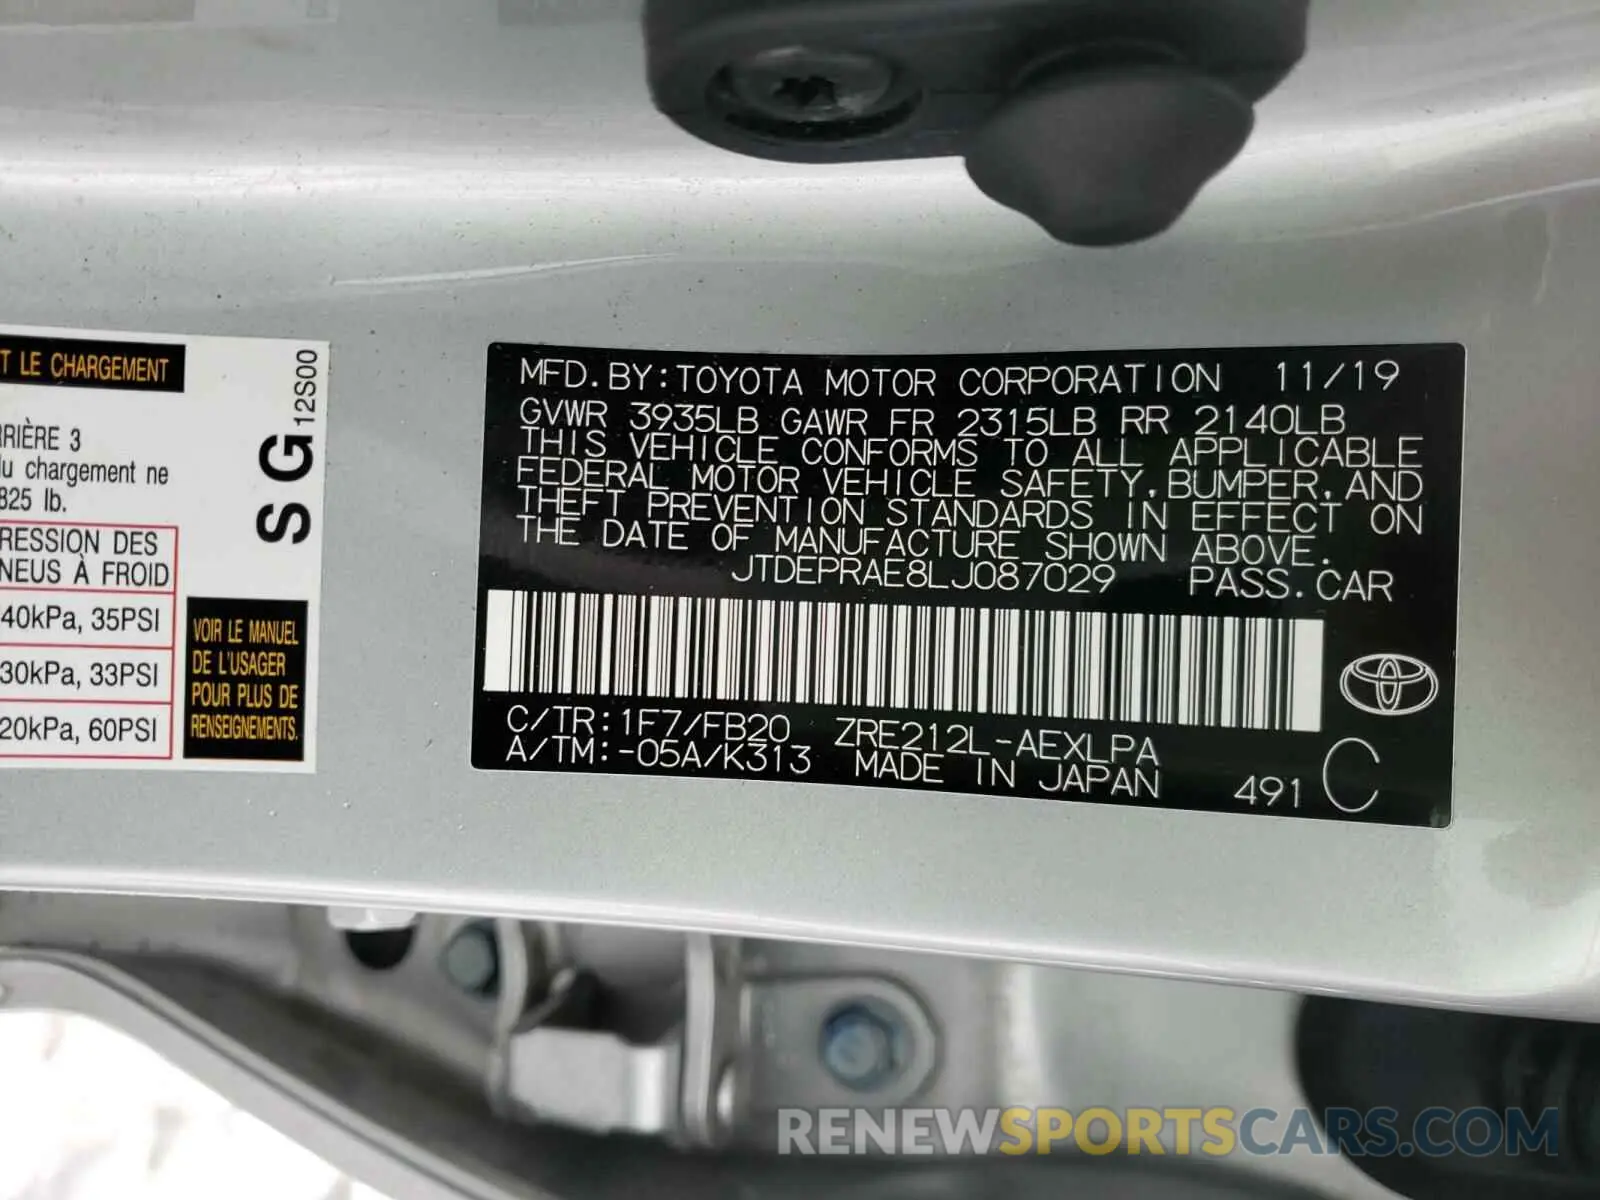 T LE CHARGEMENT
RRIÈRE 3
du chargement ne
825 lb.
RESSION DES
NEUS À FROID
40kPa, 35PSI
30kPa, 33PSI
20kPa, 60PSI
SG 12S00
VOIR LE MANUEL
DE L'USAGER
POUR PLUS DE
RENSEIGNEMENTS.
MFD.BY:TOYOTA MOTOR CORPORATION 11/19
GVWR 3935LB GAWR FR 2315LB RR 2140LB
THIS VEHICLE CONFORMS TO ALL APPLICABLE
FEDERAL MOTOR VEHICLE SAFETY,BUMPER,AND
THEFT PREVENTION STANDARDS IN EFFECT ON
THE DATE OF MANUFACTURE SHOWN ABOVE.
JTDEPRAE8LJ087029 PASS.CAR
C/TR:1F7/FB20 ZRE212L-AEXLPA
A/TM:-05A/K313 MADE IN JAPAN 491 C
RENEWSPORTSCARS.COM